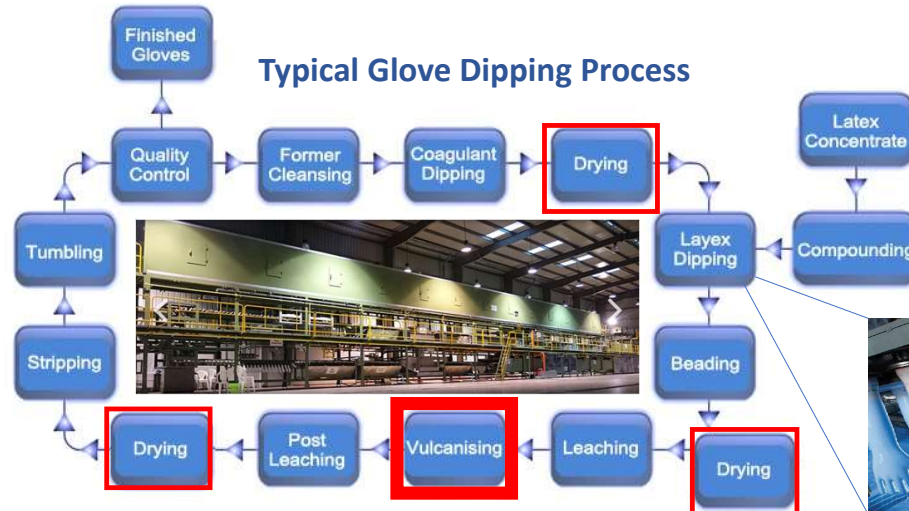 Typical Glove Dipping Process
Finished
Gloves
Quality
Control
Former
Cleansing
Coagulant
Dipping
Drying
Latex
Concentrate
Tumbling
Layex
Dipping
Compounding
Stripping
Beading
Drying
Post
Leaching
Vulcanising
Leaching
Drying